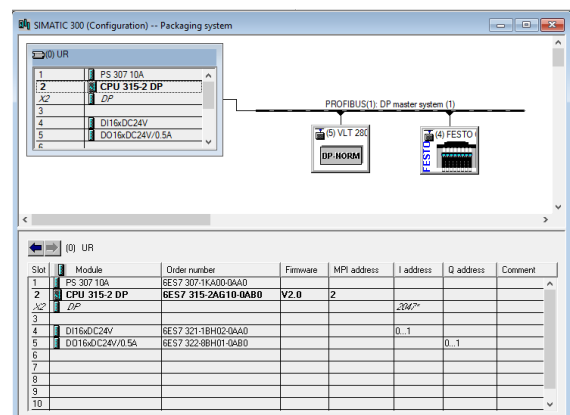 SIMATIC 300 (Configuration) -- Packaging system
(0) UR
1 PS 307 10A
2 CPU 315-2 DP
X2 DP
3
4 DI16xDC24V
5 DO16xDC24V/0.5A
6
PROFIBUS(1): DP master system (1)
(5) VLT 280
DP-NORM
(4) FESTO
FESTO
(0) UR
Slot Module Order number Firmware MPI address I address Q address Comment
1 PS 307 10A 6ES7 307-1KA00-0AA0
2 CPU 315-2 DP 6ES7 315-2AG10-0AB0 V2.0 2
X2 DP 2047*
3
4 DI16xDC24V 6ES7 321-1BH02-0AA0 0...1
5 DO16xDC24V/0.5A 6ES7 322-8BH01-0AB0 0...1
6
7
8
9
10